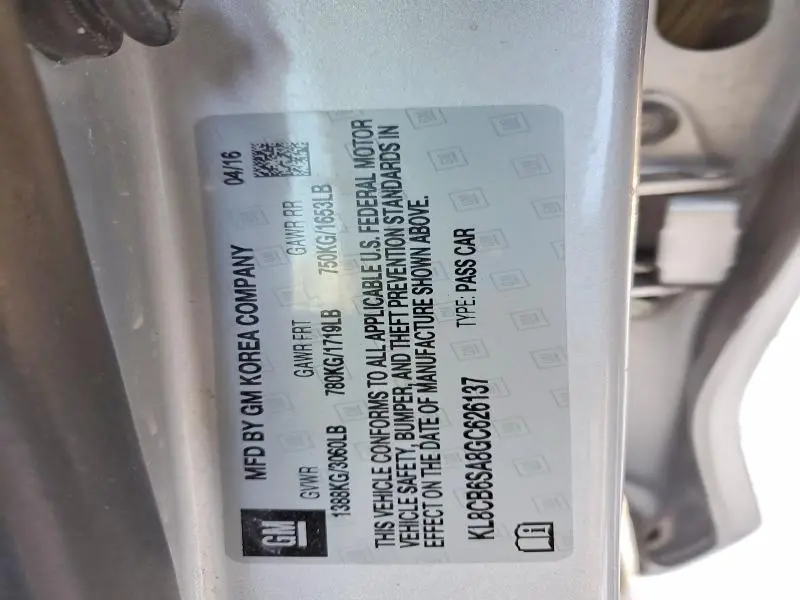 GM
MFD BY GM KOREA COMPANY 04/16
GVWR GAWR FRT GAWR RR
1388KG/3060LB 780KG/1719LB 750KG/1653LB
THIS VEHICLE CONFORMS TO ALL APPLICABLE U.S. FEDERAL MOTOR
VEHICLE SAFETY, BUMPER, AND THEFT PREVENTION STANDARDS IN
EFFECT ON THE DATE OF MANUFACTURE SHOWN ABOVE.
KL8CB6SA8GC626137 TYPE: PASS CAR